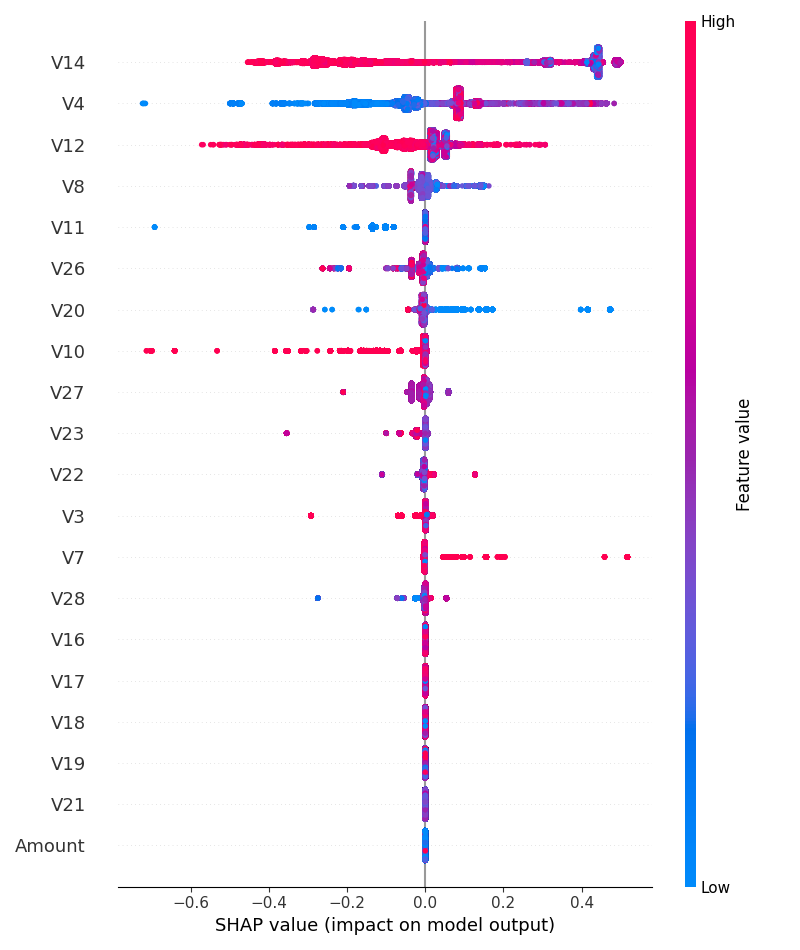 High
V14
V4
V12
V8
V11
V26
V20
V10
V27
V23
V22
V3
V7
V28
V16
V17
V18
V19
V21
Amount
Feature value
Low
−0.6 −0.4 −0.2 0.0 0.2 0.4
SHAP value (impact on model output)